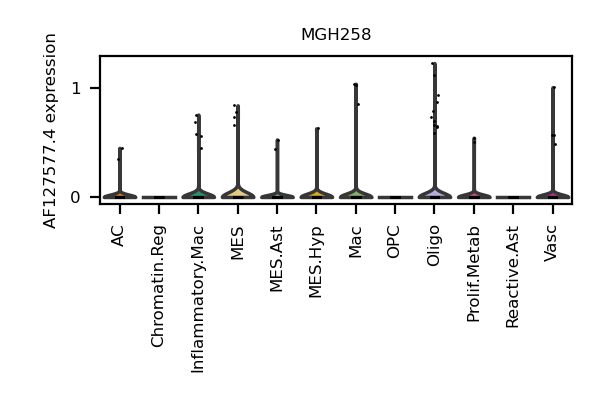 MGH258
AF127577.4 expression
1
0
AC
Chromatin.Reg
Inflammatory.Mac
MES
MES.Ast
MES.Hyp
Mac
OPC
Oligo
Prolif.Metab
Reactive.Ast
Vasc